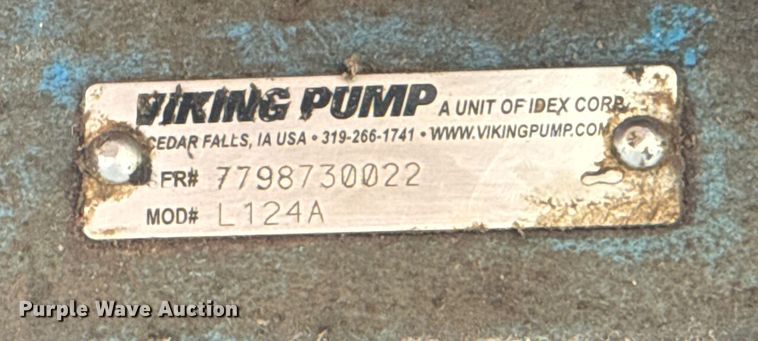 VIKING PUMP A UNIT OF IDEX CORP.
CEDAR FALLS, IA USA • 319-266-1741 • WWW.VIKINGPUMP.COM
SER# 7798730022
MOD# L124A
Purple Wave Auction